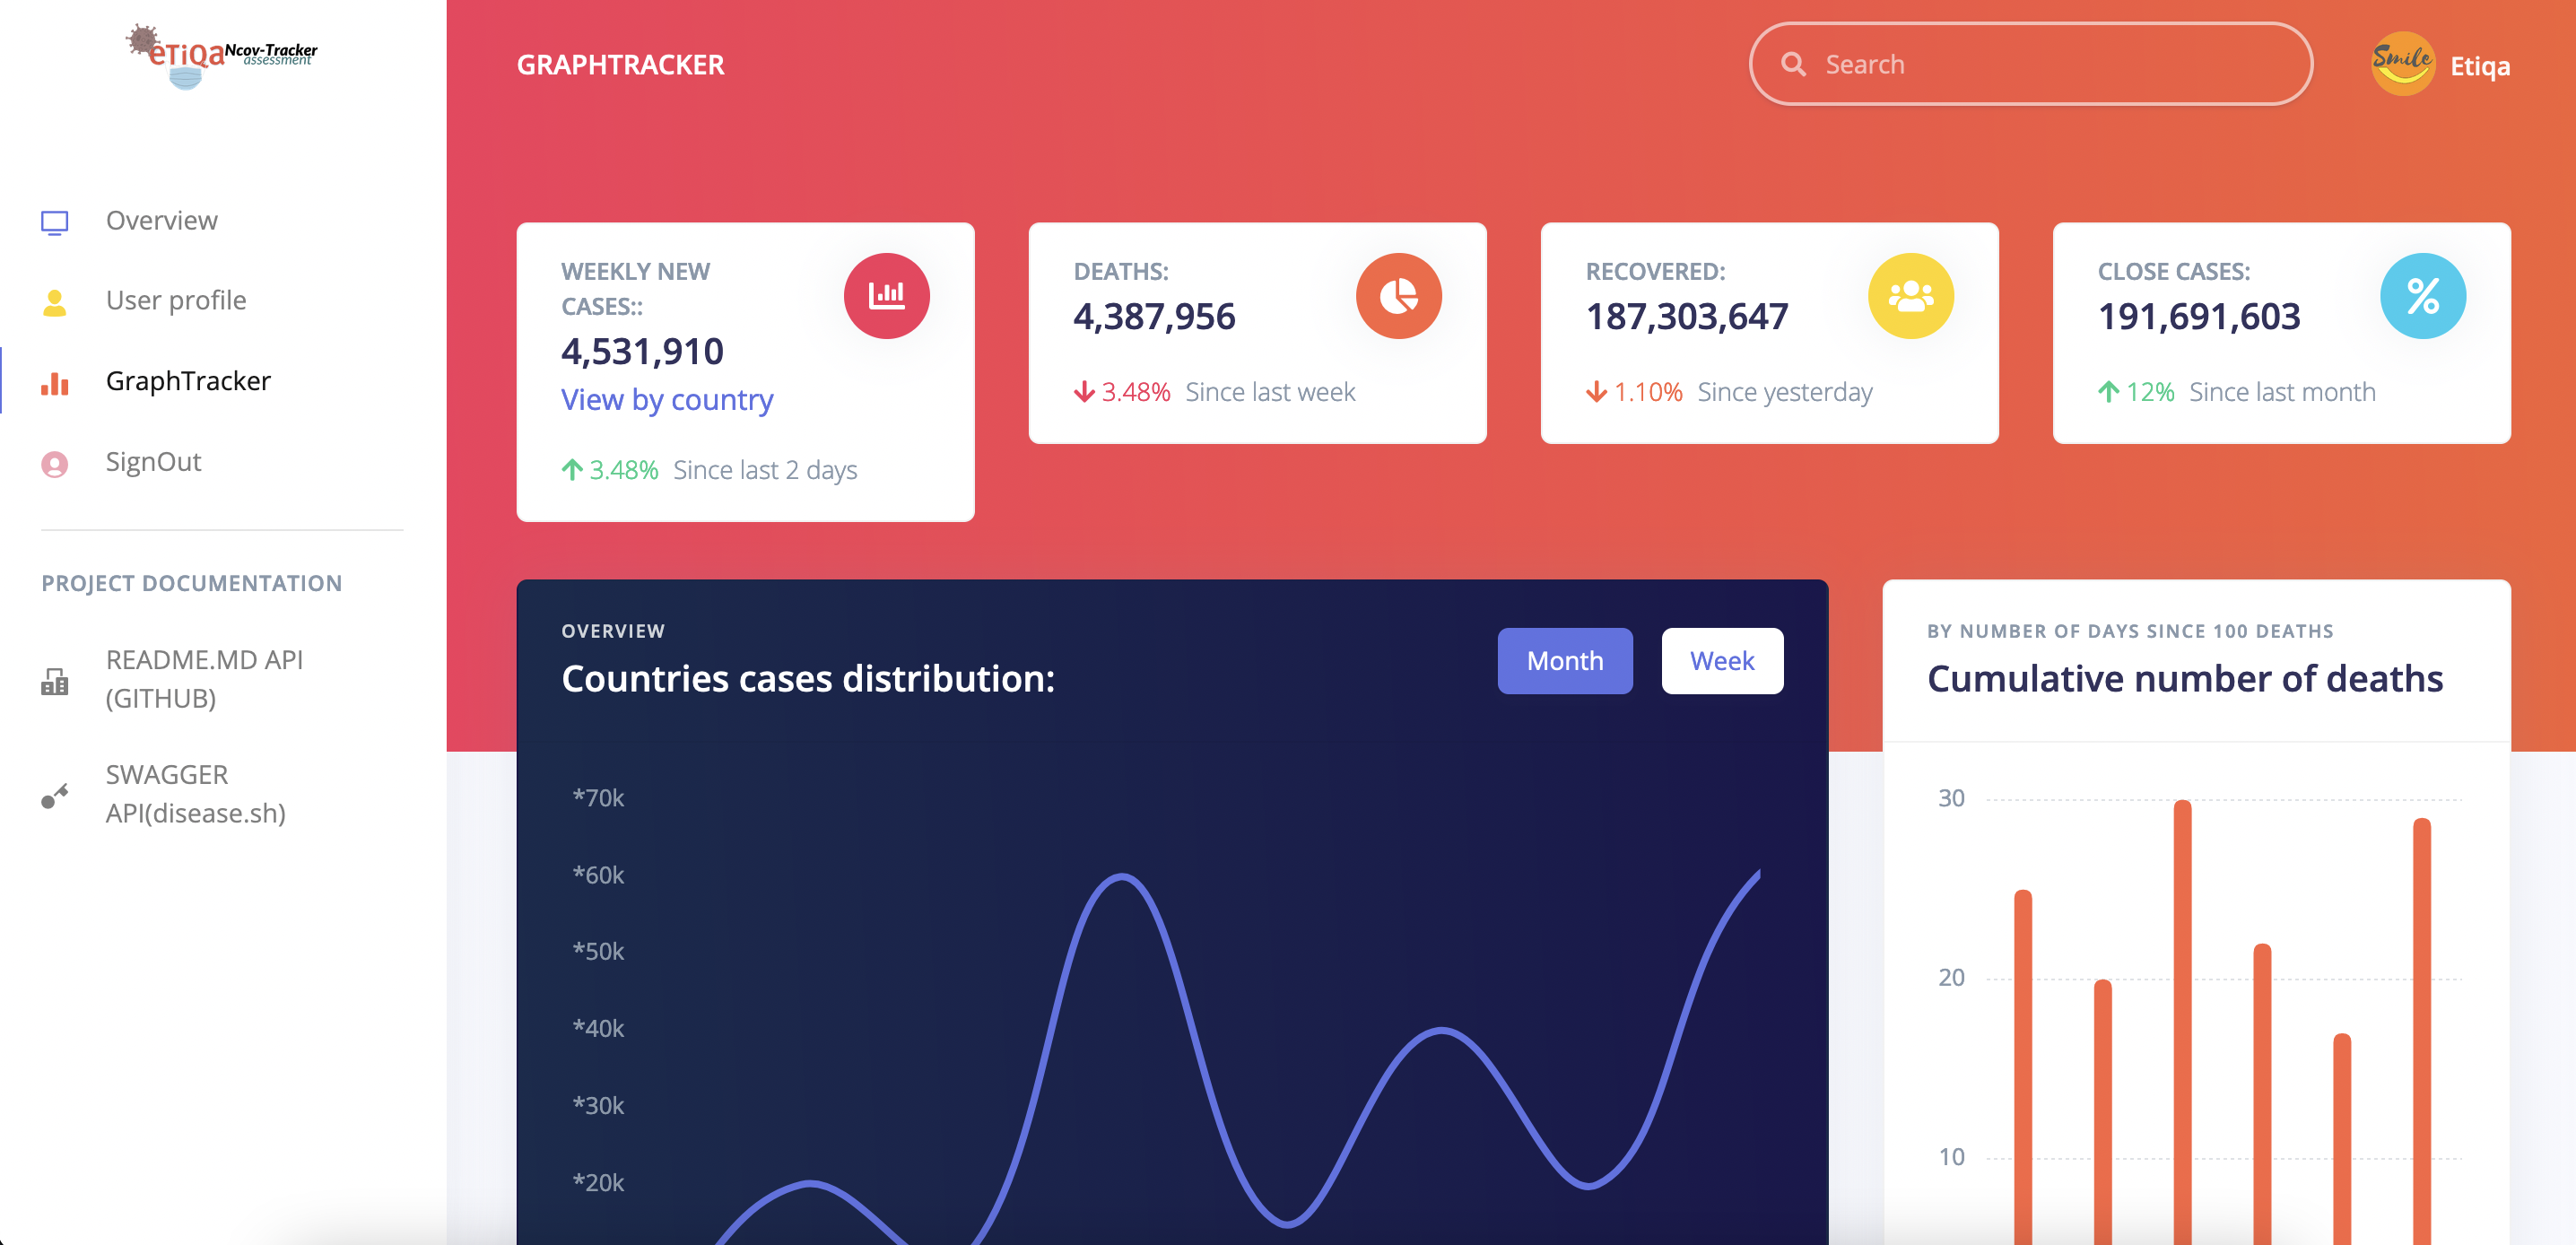 eTiQa Ncov-Tracker
assessment
GRAPHTRACKER
Search
Smile
Etiqa
Overview
User profile
GraphTracker
SignOut
PROJECT DOCUMENTATION
README.MD API
(GITHUB)
SWAGGER
API(disease.sh)
WEEKLY NEW
CASES::
4,531,910
View by country
3.48% Since last 2 days
DEATHS:
4,387,956
3.48% Since last week
RECOVERED:
187,303,647
1.10% Since yesterday
CLOSE CASES:
191,691,603
%
12% Since last month
OVERVIEW
Countries cases distribution:
Month
Week
*70k
*60k
*50k
*40k
*30k
*20k
BY NUMBER OF DAYS SINCE 100 DEATHS
Cumulative number of deaths
30
20
10